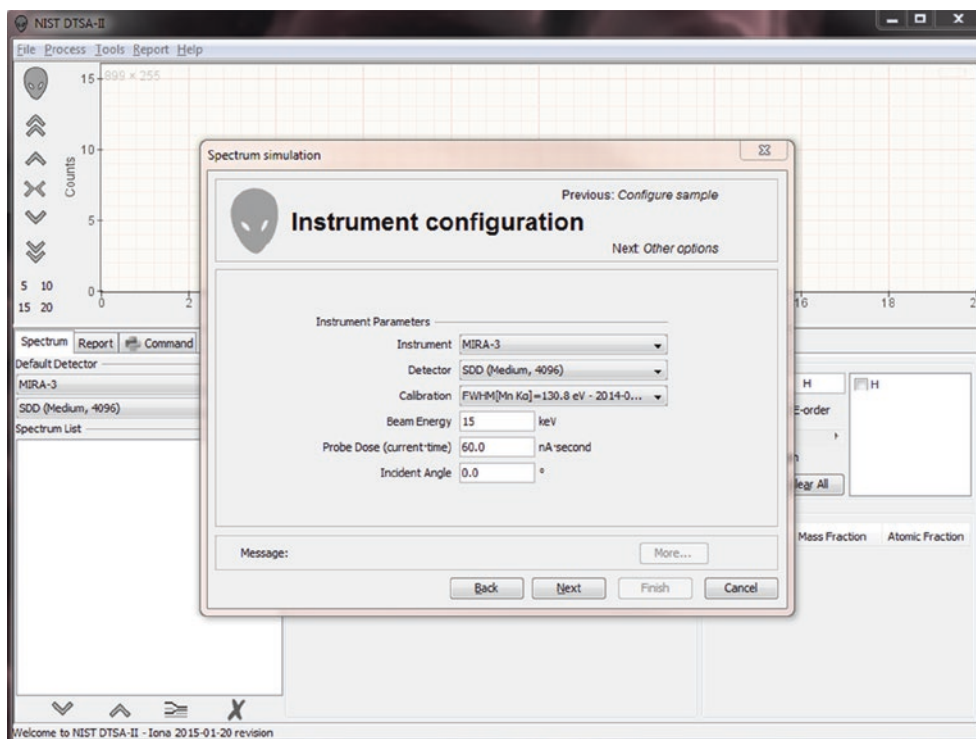 NIST DTSA-II
File Process Tools Report Help
899 × 255
15
10
5
0
Counts
5 10
15 20
0 2 16 18 2
Spectrum simulation
Previous: Configure sample
Instrument configuration
Next: Other options
Instrument Parameters
Instrument MIRA-3
Detector SDD (Medium, 4096)
Calibration FWHM[Mn Kα]=130.8 eV - 2014-0...
Beam Energy 15 keV
Probe Dose (current·time) 60.0 nA·second
Incident Angle 0.0 °
Message:
More...
Back Next Finish Cancel
Spectrum Report Command
Default Detector
MIRA-3
SDD (Medium, 4096)
Spectrum List
H H
E-order
lear All
Mass Fraction Atomic Fraction
Welcome to NIST DTSA-II - Iona 2015-01-20 revision